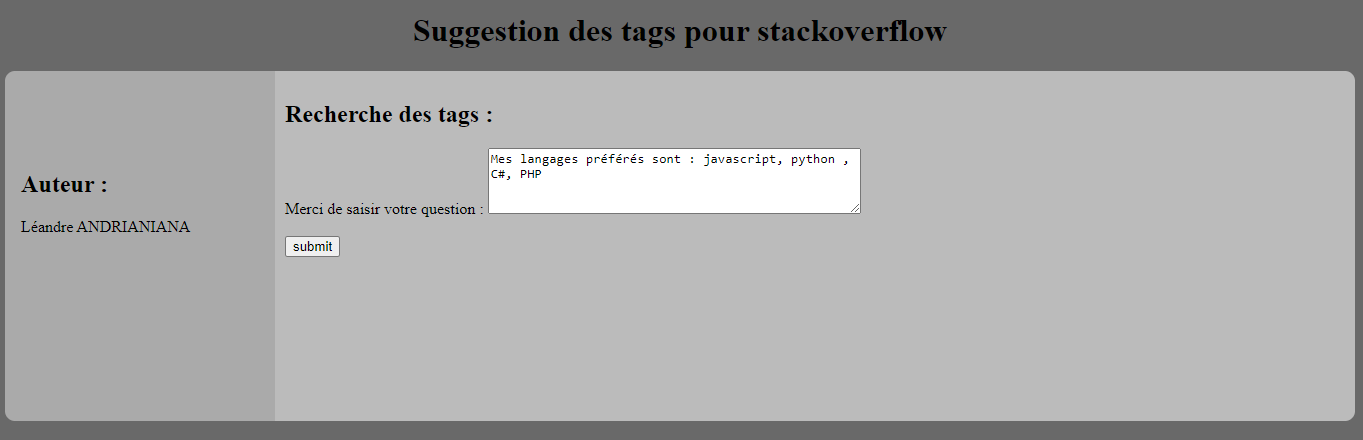 Suggestion des tags pour stackoverflow
Auteur :
Léandre ANDRIANIANA
Recherche des tags :
Merci de saisir votre question :
Mes langages préférés sont : javascript, python ,
C#, PHP
submit